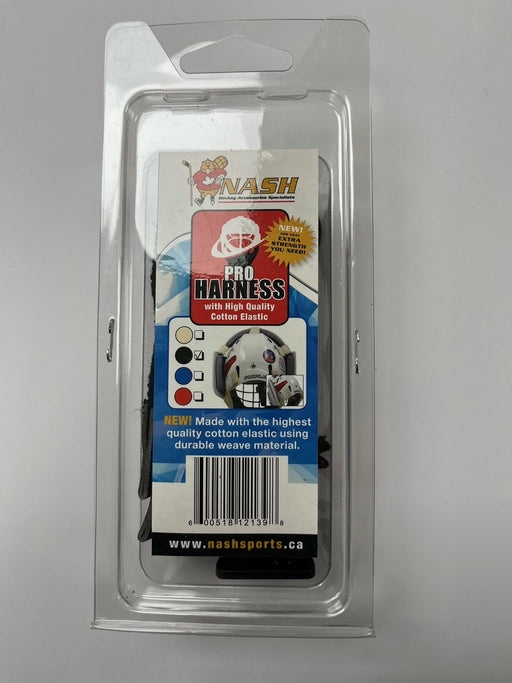 NASH
Hockey Accessories Specialists
NEW!
FOR THAT
EXTRA
STRENGTH
YOU NEED!
PRO
HARNESS
with High Quality
Cotton Elastic
NEW! Made with the highest
quality cotton elastic using
durable weave material.
6 00518 12139 8
www.nashsports.ca